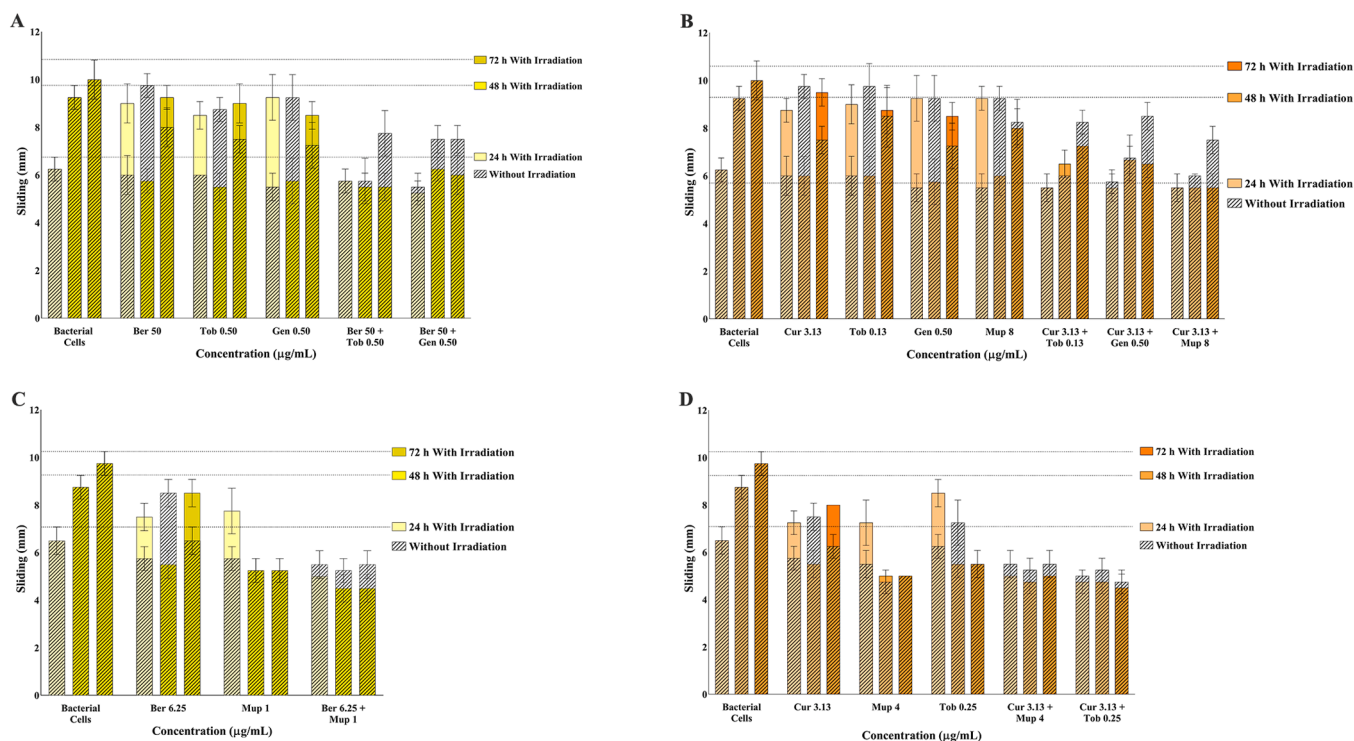 A
12
10
8
6
4
2
0
Sliding (mm)
72 h With Irradiation
48 h With Irradiation
24 h With Irradiation
Without Irradiation
Bacterial
Cells
Ber 50
Tob 0.50
Gen 0.50
Ber 50 +
Tob 0.50
Ber 50 +
Gen 0.50
Concentration (µg/mL)
B
12
10
8
6
4
2
0
Sliding (mm)
72 h With Irradiation
48 h With Irradiation
24 h With Irradiation
Without Irradiation
Bacterial
Cells
Cur 3.13
Tob 0.13
Gen 0.50
Mup 8
Cur 3.13 +
Tob 0.13
Cur 3.13 +
Gen 0.50
Cur 3.13 +
Mup 8
Concentration (µg/mL)
C
12
10
8
6
4
2
0
Sliding (mm)
72 h With Irradiation
48 h With Irradiation
24 h With Irradiation
Without Irradiation
Bacterial
Cells
Ber 6.25
Mup 1
Ber 6.25 +
Mup 1
Concentration (µg/mL)
D
12
10
8
6
4
2
0
Sliding (mm)
72 h With Irradiation
48 h With Irradiation
24 h With Irradiation
Without Irradiation
Bacterial
Cells
Cur 3.13
Mup 4
Tob 0.25
Cur 3.13 +
Mup 4
Cur 3.13 +
Tob 0.25
Concentration (µg/mL)